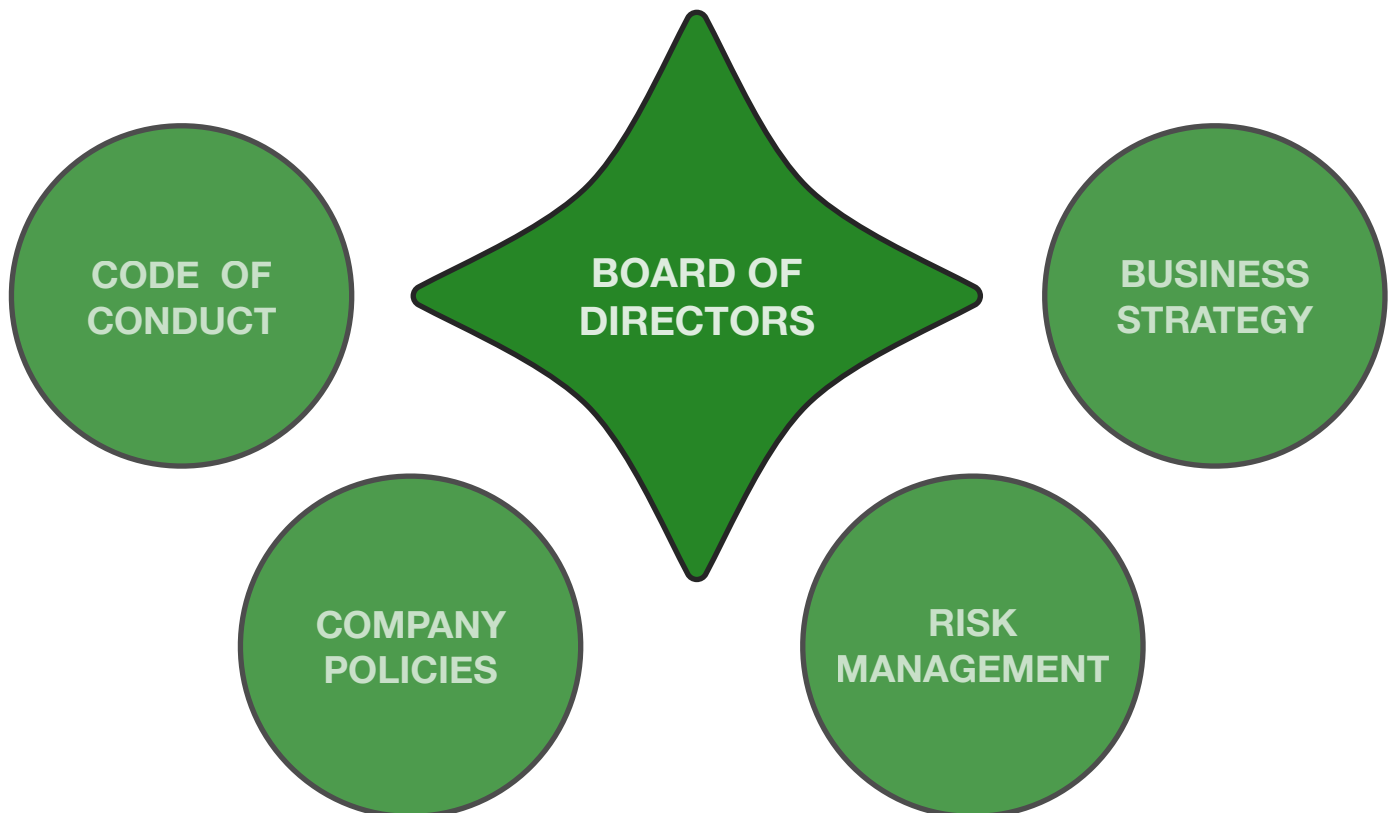 BOARD OF
DIRECTORS
CODE  OF
CONDUCT
BUSINESS
STRATEGY
COMPANY
POLICIES
RISK
MANAGEMENT